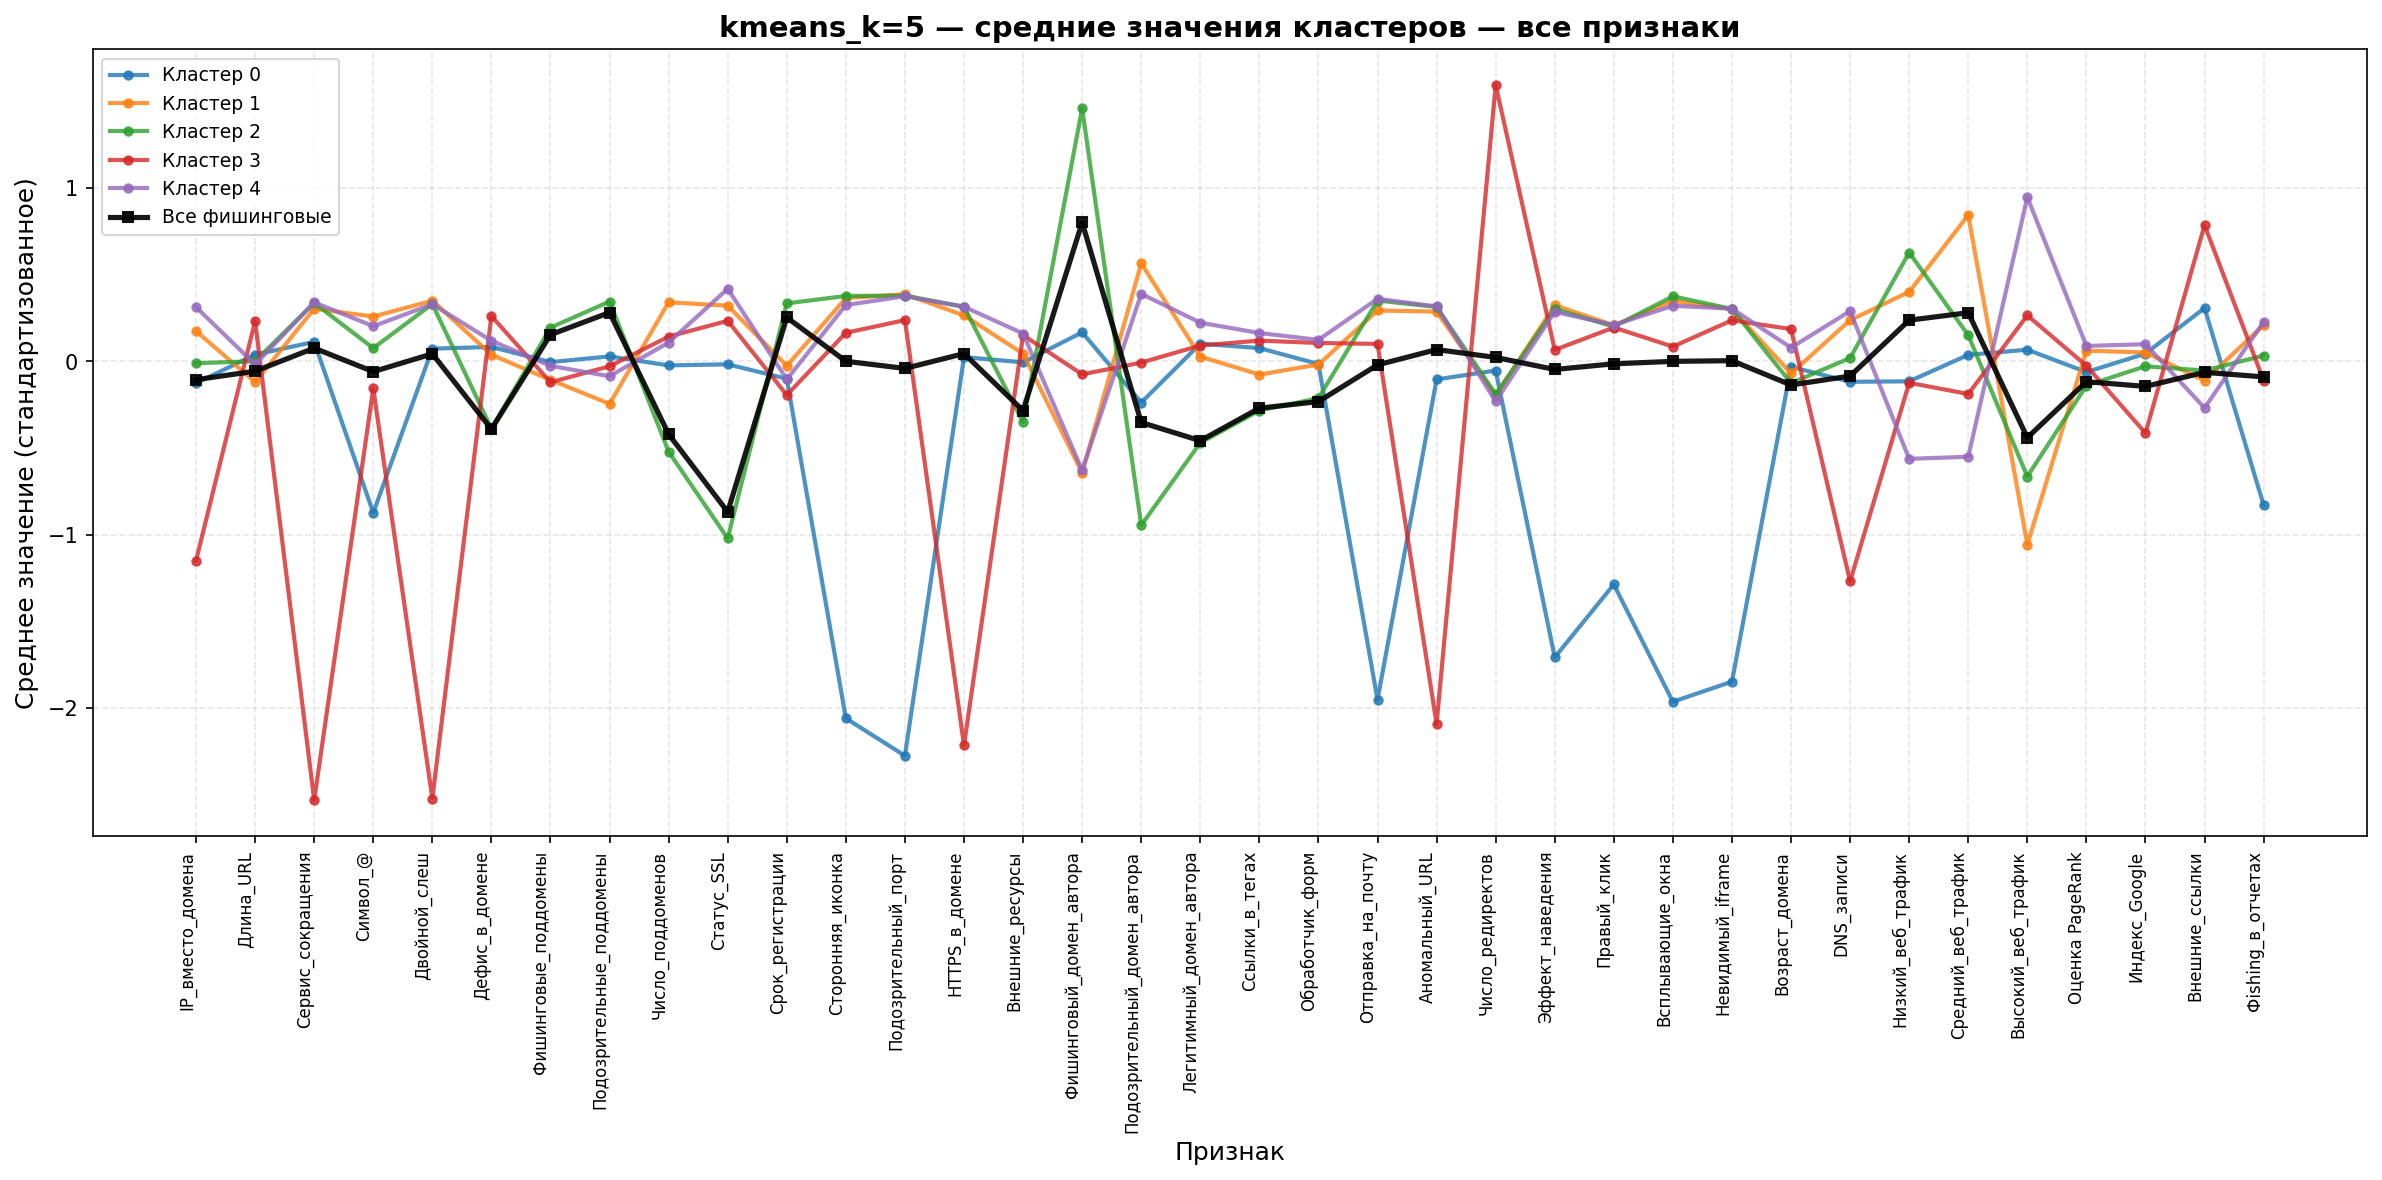 kmeans_k=5 — средние значения кластеров — все признаки
Кластер 0
Кластер 1
Кластер 2
Кластер 3
Кластер 4
Все фишинговые
Среднее значение (стандартизованное)
1
0
−1
−2
IP_вместо_домена
Длина_URL
Сервис_сокращения
Символ_@
Двойной_слеш
Дефис_в_домене
Фишинговые_поддомены
Подозрительные_поддомены
Число_поддоменов
Статус_SSL
Срок_регистрации
Сторонняя_иконка
Подозрительный_порт
HTTPS_в_домене
Внешние_ресурсы
Фишинговый_домен_автора
Подозрительный_домен_автора
Легитимный_домен_автора
Ссылки_в_тегах
Обработчик_форм
Отправка_на_почту
Аномальный_URL
Число_редиректов
Эффект_наведения
Правый_клик
Всплывающие_окна
Невидимый_iframe
Возраст_домена
DNS_записи
Низкий_веб_трафик
Средний_веб_трафик
Высокий_веб_трафик
Оценка PageRank
Индекс_Google
Внешние_ссылки
Фishing_в_отчетах
Признак